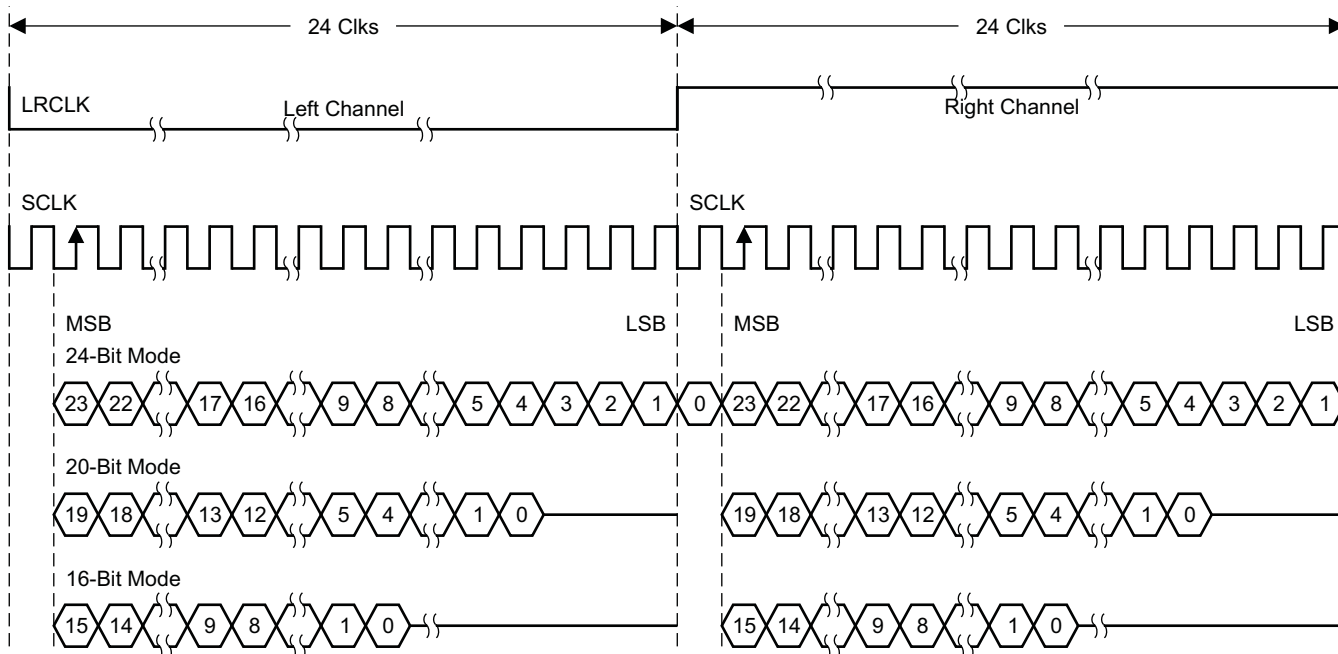 24 Clks 24 Clks
LRCLK Left Channel Right Channel
SCLK SCLK
MSB LSB MSB LSB
24-Bit Mode
23 22 17 16 9 8 5 4 3 2 1 0 23 22 17 16 9 8 5 4 3 2 1
20-Bit Mode
19 18 13 12 5 4 1 0 19 18 13 12 5 4 1 0
16-Bit Mode
15 14 9 8 1 0 15 14 9 8 1 0